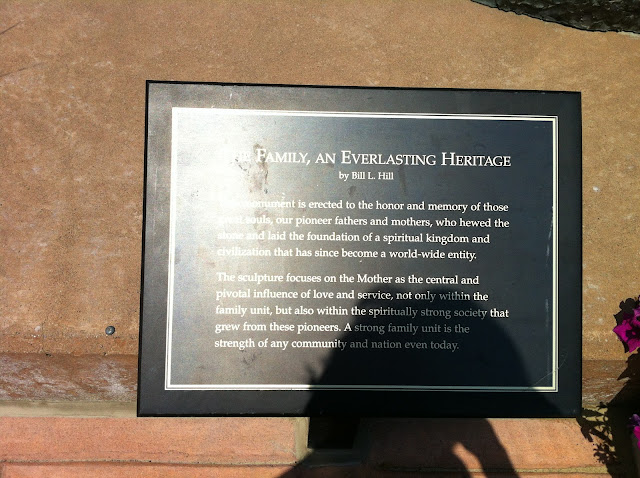 The Family, an Everlasting Heritage
by Bill L. Hill
monument is erected to the honor and memory of those
souls, our pioneer fathers and mothers, who hewed the
stone and laid the foundation of a spiritual kingdom and
civilization that has since become a world-wide entity.
The sculpture focuses on the Mother as the central and
pivotal influence of love and service, not only within the
family unit, but also within the spiritually strong society that
grew from these pioneers. A strong family unit is the
strength of any community and nation even today.